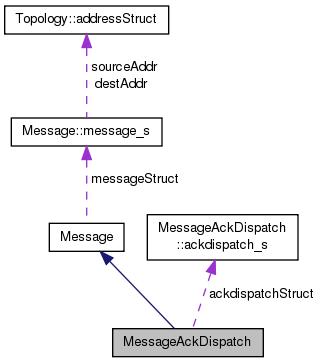 Topology::addressStruct
sourceAddr
destAddr
Message::message_s
messageStruct
Message
MessageAckDispatch
::ackdispatch_s
ackdispatchStruct
MessageAckDispatch